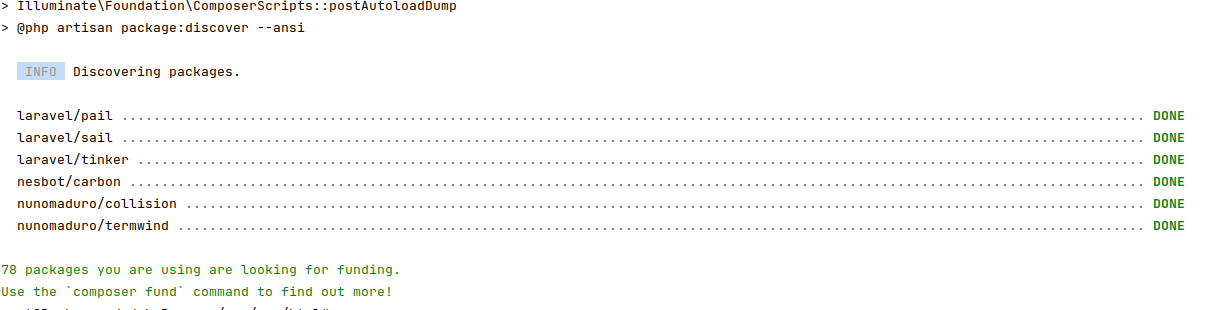 > Illuminate\Foundation\ComposerScripts::postAutoloadDump
> @php artisan package:discover --ansi
INFO Discovering packages.
laravel/pail ................................................................................................................................ DONE
laravel/sail ................................................................................................................................ DONE
laravel/tinker .............................................................................................................................. DONE
nesbot/carbon ............................................................................................................................... DONE
nunomaduro/collision ........................................................................................................................ DONE
nunomaduro/termwind ......................................................................................................................... DONE
78 packages you are using are looking for funding.
Use the `composer fund` command to find out more!